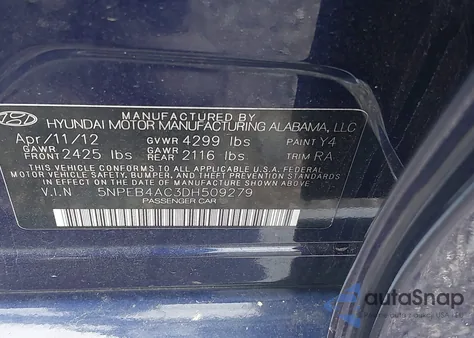 MANUFACTURED BY
HYUNDAI MOTOR MANUFACTURING ALABAMA, LLC
Apr/11/12 GVWR 4299 lbs PAINT Y4
GAWR FRONT 2425 lbs GAWR REAR 2116 lbs TRIM RA
THIS VEHICLE CONFORMS TO ALL APPLICABLE U.S.A FEDERAL
MOTOR VEHICLE SAFETY, BUMPER, AND THEFT PREVENTION
STANDARDS IN EFFECT ON THE DATE OF MANUFACTURE SHOWN ABOVE.
V.I.N 5NPEB4AC3DH509279
PASSENGER CAR
autoSnap